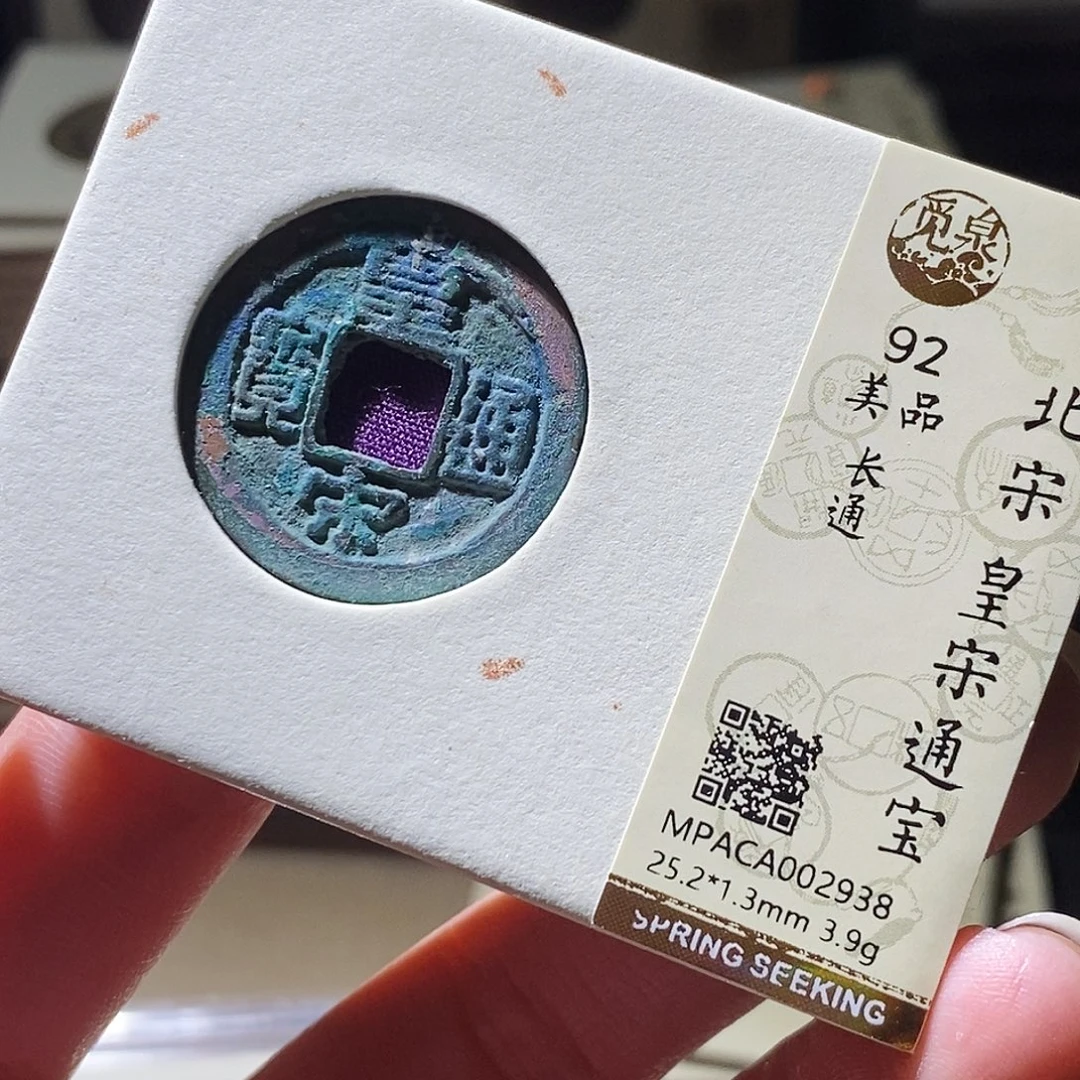 皇宋通寳
觅泉
92
美品
长通
北宋
皇宋通宝
MPACA002938
25.2*1.3mm 3.9g
SPRING SEEKING